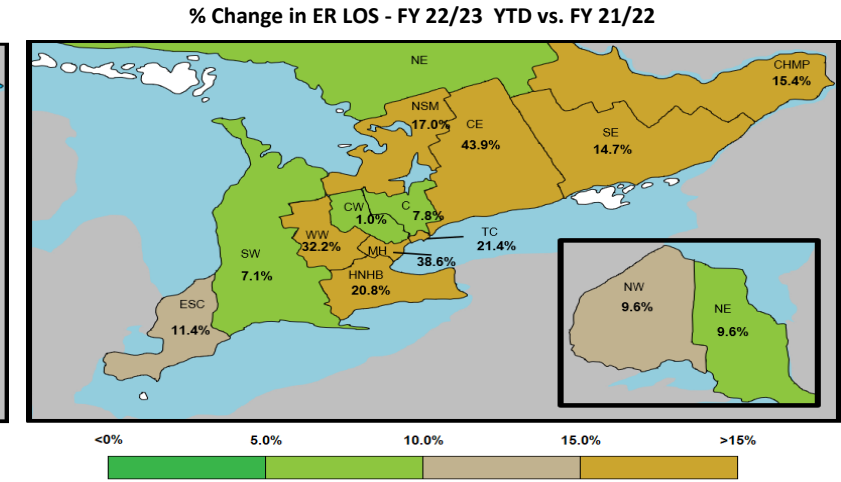 % Change in ER LOS - FY 22/23 YTD vs. FY 21/22
NE
CHMP
15.4%
NSM
17.0%
CE
43.9%
SE
14.7%
CW
1.0%
C
7.8%
WW
32.2%
MH
38.6%
TC
21.4%
SW
7.1%
HNHB
20.8%
ESC
11.4%
NW
9.6%
NE
9.6%
<0% 5.0% 10.0% 15.0% >15%